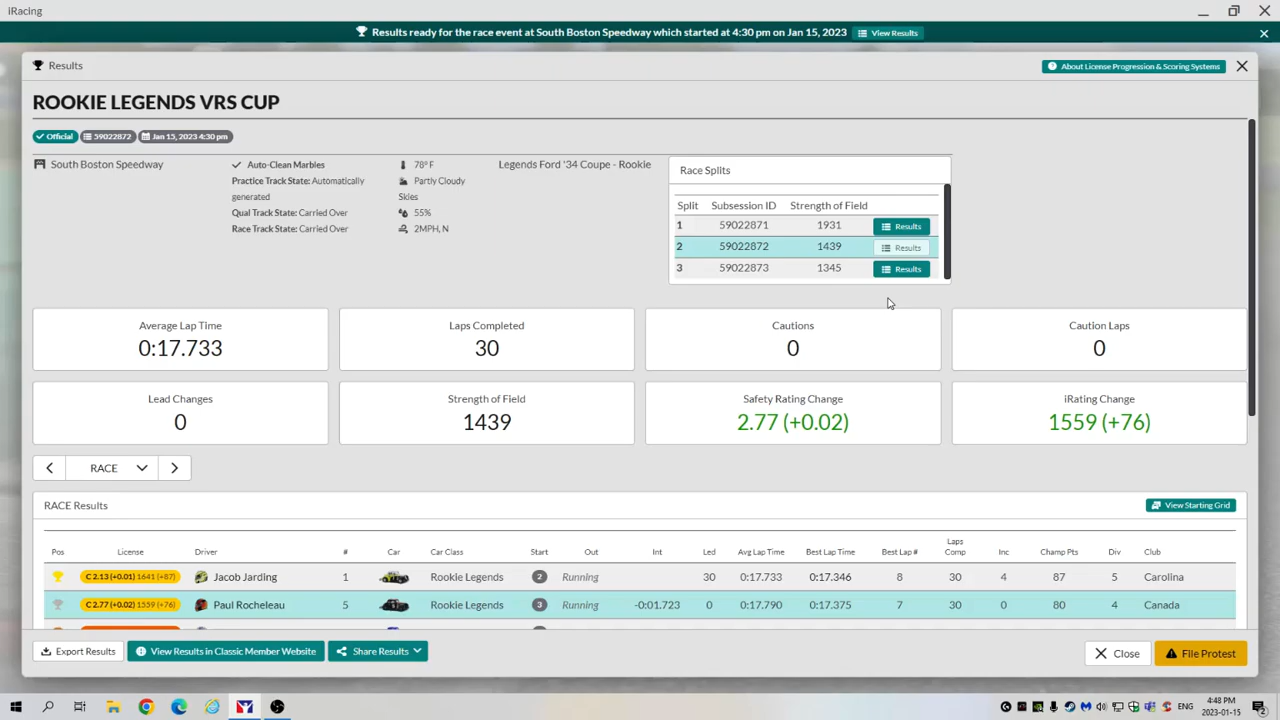 iRacing
Results ready for the race event at South Boston Speedway which started at 4:30 pm on Jan 15, 2023 View Results
Results
About License Progression & Scoring Systems
ROOKIE LEGENDS VRS CUP
Official 59022872 Jan 15, 2023 4:30 pm
South Boston Speedway
Auto-Clean Marbles
Practice Track State: Automatically
generated
Qual Track State: Carried Over
Race Track State: Carried Over
78° F
Partly Cloudy
Skies
55%
2MPH, N
Legends Ford '34 Coupe - Rookie
Race Splits
Split Subsession ID Strength of Field
1 59022871 1931 Results
2 59022872 1439 Results
3 59022873 1345 Results
Average Lap Time
0:17.733
Laps Completed
30
Cautions
0
Caution Laps
0
Lead Changes
0
Strength of Field
1439
Safety Rating Change
2.77 (+0.02)
iRating Change
1559 (+76)
RACE
RACE Results
View Starting Grid
Pos License Driver # Car Car Class Start Out Int Led Avg Lap Time Best Lap Time Best Lap # Laps Comp Inc Champ Pts Div Club
C 2.13 (+0.01) 1641 (+87) Jacob Jarding 1 Rookie Legends 2 Running 30 0:17.733 0:17.346 8 30 4 87 5 Carolina
C 2.77 (+0.02) 1559 (+76) Paul Rocheleau 5 Rookie Legends 3 Running -0:01.723 0 0:17.790 0:17.375 7 30 0 80 4 Canada
Export Results
View Results in Classic Member Website
Share Results
Close
File Protest
ENG
4:48 PM
2023-01-15
2